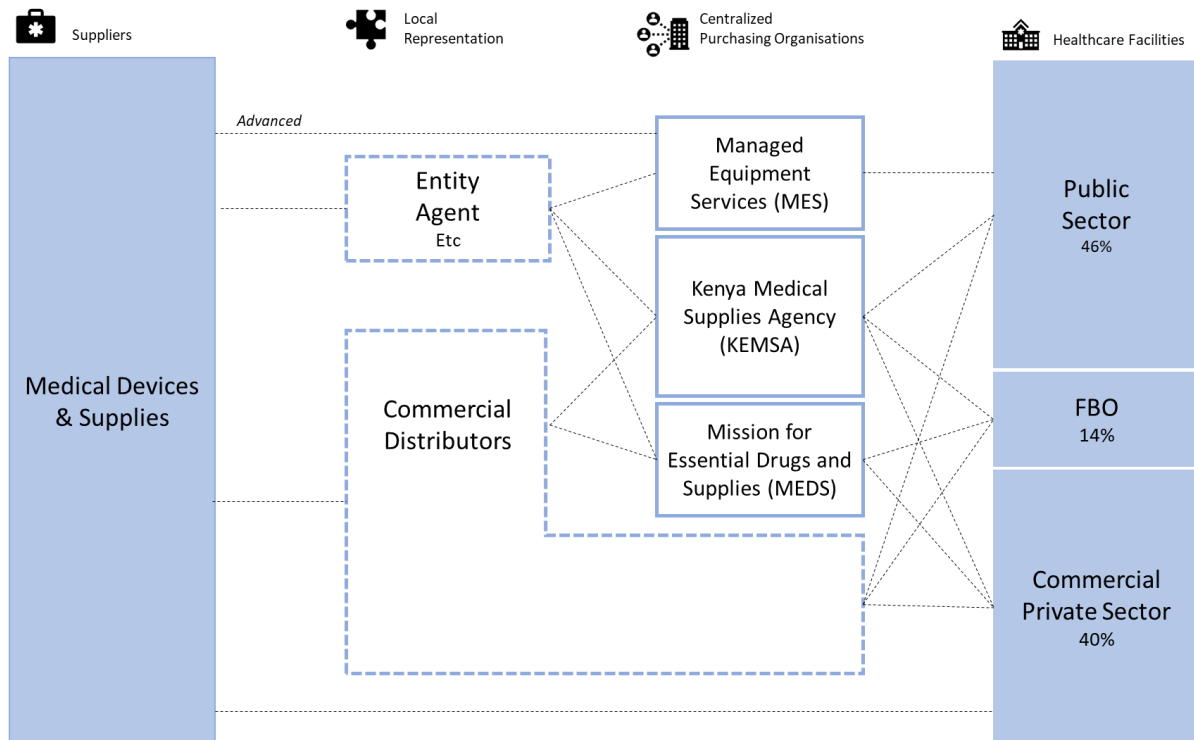 Suppliers
Local
Representation
Centralized
Purchasing Organisations
Healthcare Facilities
Advanced
Medical Devices
& Supplies
Entity
Agent
Etc
Commercial
Distributors
Managed
Equipment
Services (MES)
Kenya Medical
Supplies Agency
(KEMSA)
Mission for
Essential Drugs and
Supplies (MEDS)
Public
Sector
46%
FBO
14%
Commercial
Private Sector
40%